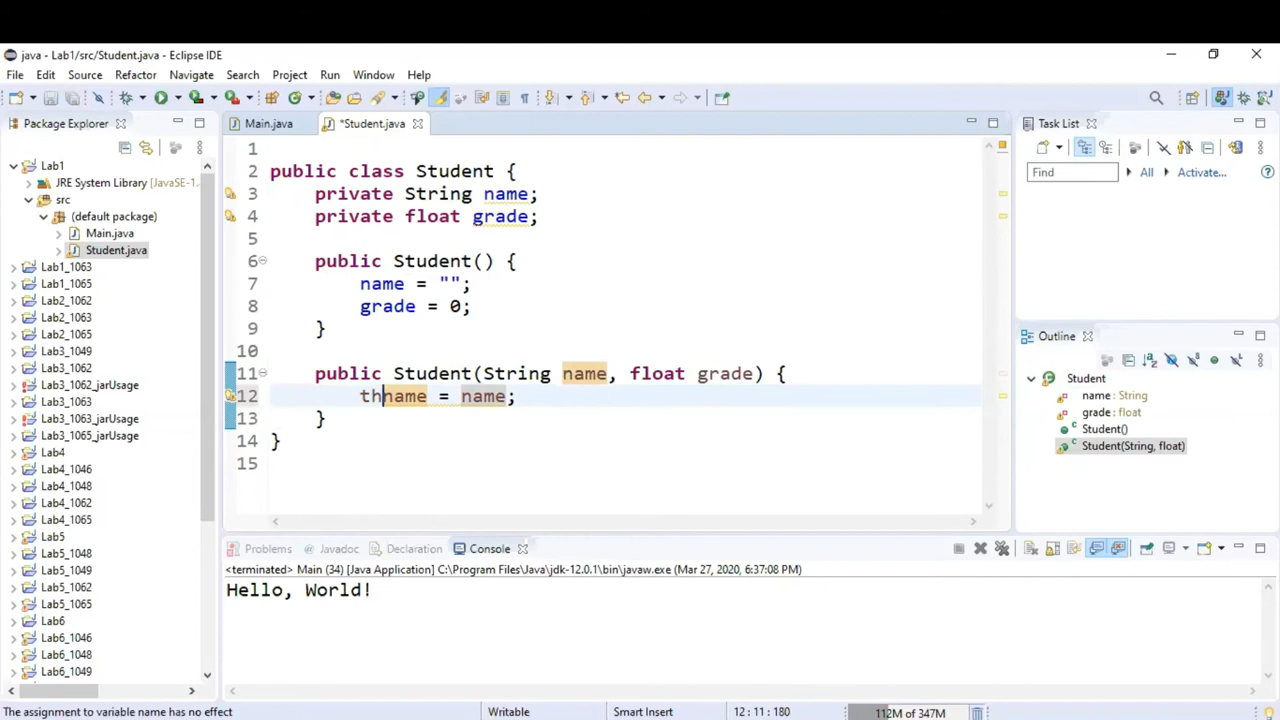 java - Lab1/src/Student.java - Eclipse IDE
File Edit Source Refactor Navigate Search Project Run Window Help
Package Explorer
Lab1
JRE System Library [JavaSE-1.
src
(default package)
Main.java
Student.java
Lab1_1063
Lab1_1065
Lab2_1062
Lab2_1063
Lab2_1065
Lab3_1049
Lab3_1062
Lab3_1062_jarUsage
Lab3_1063
Lab3_1063_jarUsage
Lab3_1065_jarUsage
Lab4
Lab4_1046
Lab4_1048
Lab4_1062
Lab4_1065
Lab5
Lab5_1048
Lab5_1049
Lab5_1062
Lab5_1065
Lab6
Lab6_1046
Lab6_1048
Lab6_1049
Main.java *Student.java
1
2 public class Student {
3 private String name;
4 private float grade;
5
6 public Student() {
7 name = "";
8 grade = 0;
9 }
10
11 public Student(String name, float grade) {
12 thname = name;
13 }
14 }
15
Task List
Find All Activate...
Outline
Student
name : String
grade : float
Student()
Student(String, float)
Problems Javadoc Declaration Console
<terminated> Main (34) [Java Application] C:\Program Files\Java\jdk-12.0.1\bin\javaw.exe (Mar 27, 2020, 6:37:08 PM)
Hello, World!
The assignment to variable name has no effect Writable Smart Insert 12 : 11 : 180 112M of 347M